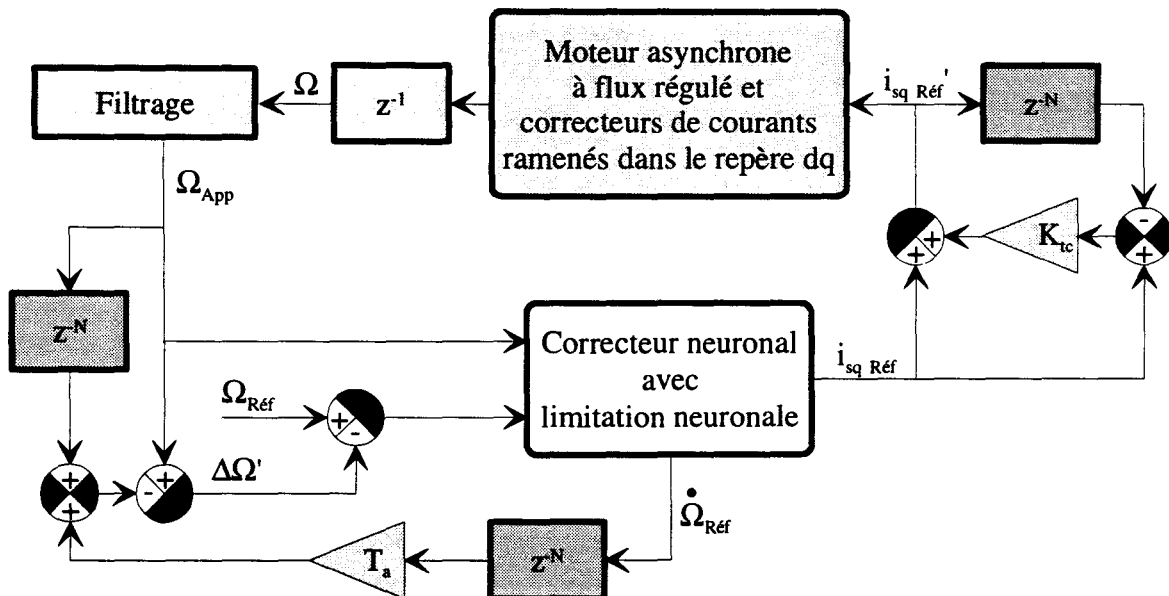 Filtrage
Ω
z⁻¹
Moteur asynchrone
à flux régulé et
correcteurs de courants
ramenés dans le repère dq
i_sq Réf'
z⁻ᴺ
Ω_App
-
+
K_tc
+
+
z⁻ᴺ
Correcteur neuronal
avec
limitation neuronale
i_sq Réf
Ω_Réf
+
-
+
+
-
+
ΔΩ'
Ω̇_Réf
T_a
z⁻ᴺ